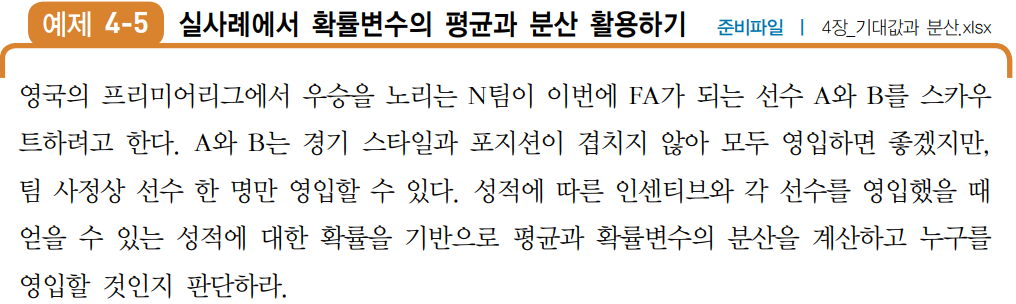 예제 4-5 실사례에서 확률변수의 평균과 분산 활용하기 준비파일 | 4장_기대값과 분산.xlsx
영국의 프리미어리그에서 우승을 노리는 N팀이 이번에 FA가 되는 선수 A와 B를 스카우
트하려고 한다. A와 B는 경기 스타일과 포지션이 겹치지 않아 모두 영입하면 좋겠지만,
팀 사정상 선수 한 명만 영입할 수 있다. 성적에 따른 인센티브와 각 선수를 영입했을 때
얻을 수 있는 성적에 대한 확률을 기반으로 평균과 확률변수의 분산을 계산하고 누구를
영입할 것인지 판단하라.